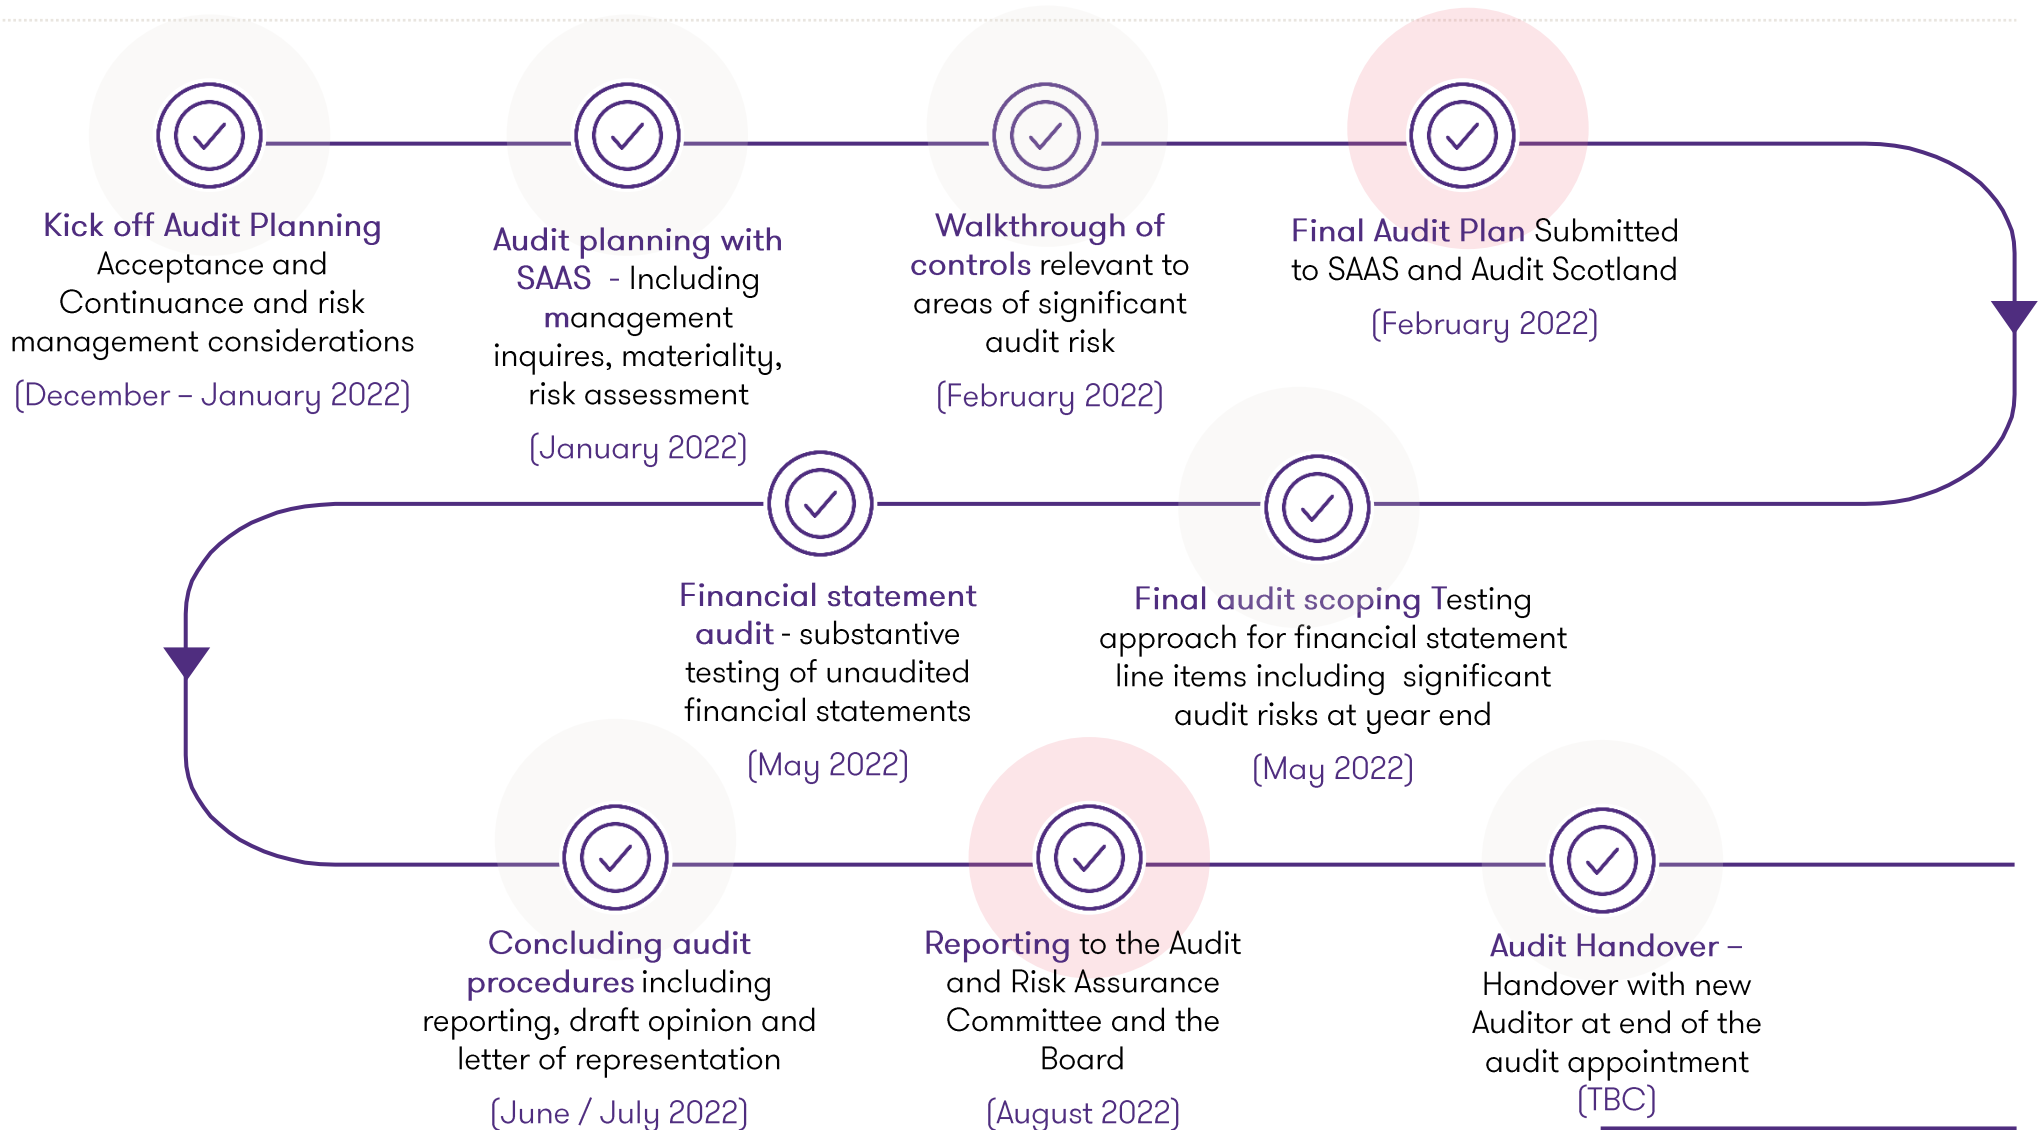 Kick off Audit Planning
Acceptance and
Continuance and risk
management considerations
(December – January 2022)
Audit planning with
SAAS - Including
management
inquires, materiality,
risk assessment
(January 2022)
Walkthrough of
controls relevant to
areas of significant
audit risk
(February 2022)
Final Audit Plan Submitted
to SAAS and Audit Scotland
(February 2022)
Final audit scoping Testing
approach for financial statement
line items including significant
audit risks at year end
(May 2022)
Financial statement
audit - substantive
testing of unaudited
financial statements
(May 2022)
Concluding audit
procedures including
reporting, draft opinion and
letter of representation
(June / July 2022)
Reporting to the Audit
and Risk Assurance
Committee and the
Board
(August 2022)
Audit Handover –
Handover with new
Auditor at end of the
audit appointment
(TBC)